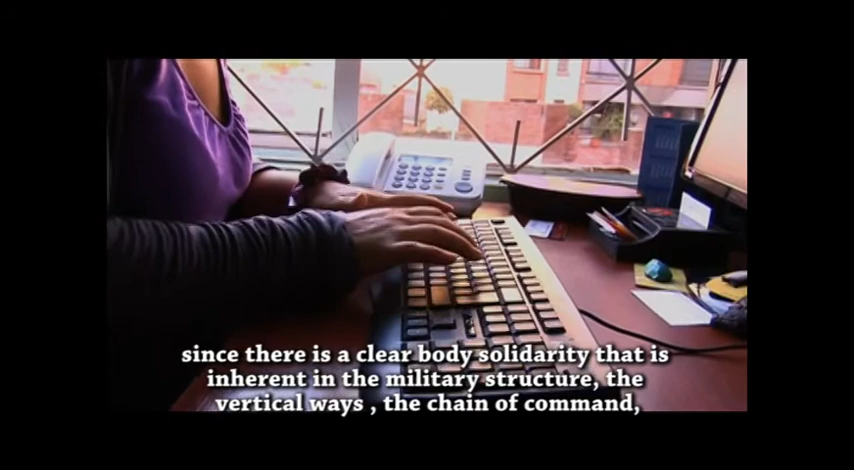 since there is a clear body solidarity that is
inherent in the military structure, the
vertical ways , the chain of command,